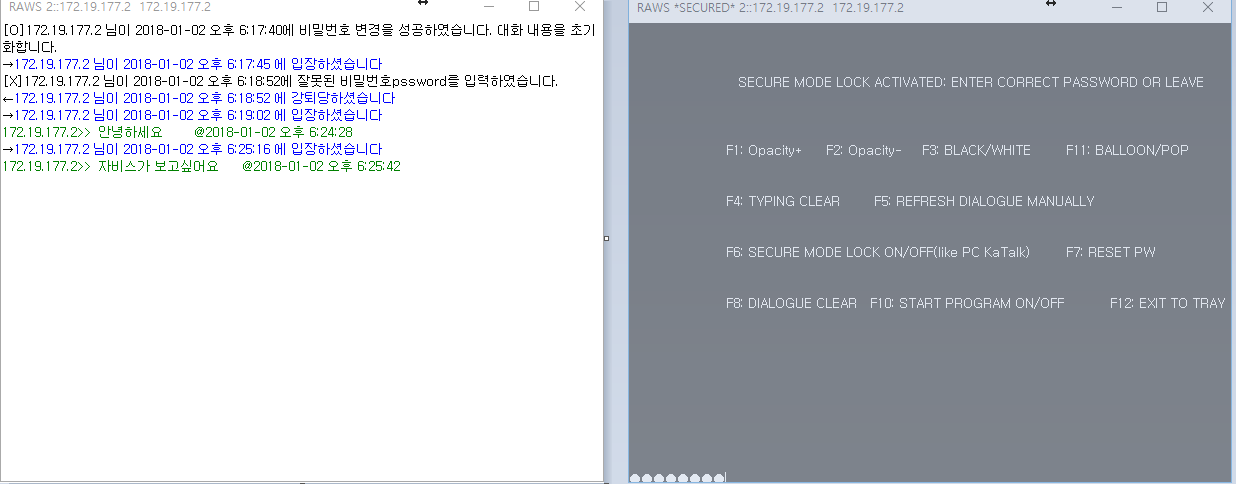 RAWS 2::172.19.177.2 172.19.177.2
[O]172.19.177.2 님이 2018-01-02 오후 6:17:40에 비밀번호 변경을 성공하였습니다. 대화 내용을 초기
화합니다.
→172.19.177.2 님이 2018-01-02 오후 6:17:45 에 입장하셨습니다
[X]172.19.177.2 님이 2018-01-02 오후 6:18:52에 잘못된 비밀번호pssword를 입력하였습니다.
←172.19.177.2 님이 2018-01-02 오후 6:18:52 에 강퇴당하셨습니다
→172.19.177.2 님이 2018-01-02 오후 6:19:02 에 입장하셨습니다
172.19.177.2>> 안녕하세요 @2018-01-02 오후 6:24:28
→172.19.177.2 님이 2018-01-02 오후 6:25:16 에 입장하셨습니다
172.19.177.2>> 자비스가 보고싶어요 @2018-01-02 오후 6:25:42
RAWS *SECURED* 2::172.19.177.2 172.19.177.2
SECURE MODE LOCK ACTIVATED: ENTER CORRECT PASSWORD OR LEAVE
F1: Opacity+ F2: Opacity- F3: BLACK/WHITE F11: BALLOON/POP
F4: TYPING CLEAR F5: REFRESH DIALOGUE MANUALLY
F6: SECURE MODE LOCK ON/OFF(like PC KaTalk) F7: RESET PW
F8: DIALOGUE CLEAR F10: START PROGRAM ON/OFF F12: EXIT TO TRAY